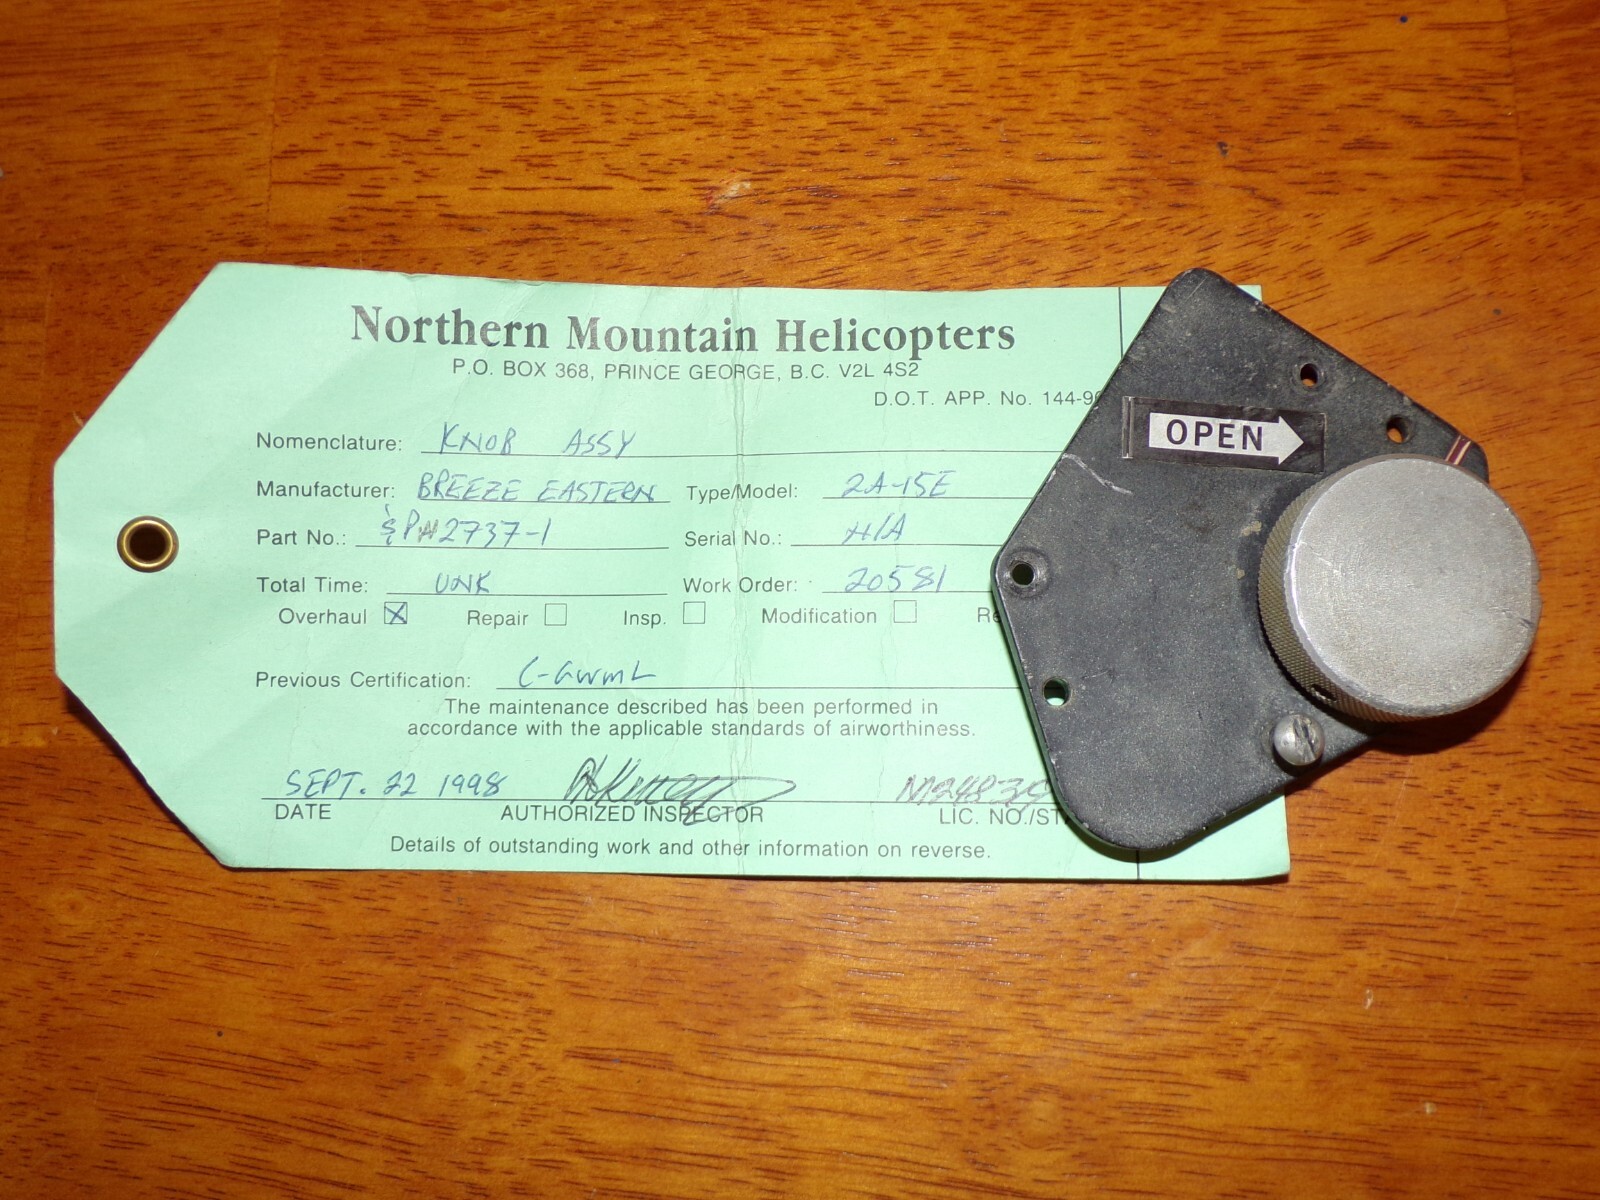 Northern Mountain Helicopters
P.O. BOX 368, PRINCE GEORGE, B.C. V2L 4S2
D.O.T. APP. No. 144-9
Nomenclature: KNOB ASSY
Manufacturer: BREEZE EASTERN Type/Model: 2A-15E
Part No.: 2737-1 Serial No.: N/A
Total Time: UNK Work Order: 20581
Overhaul Repair Insp. Modification Re
Previous Certification: C-GWML
The maintenance described has been performed in
accordance with the applicable standards of airworthiness.
SEPT. 22 1998
DATE AUTHORIZED INSPECTOR LIC. NO./ST
Details of outstanding work and other information on reverse.
OPEN